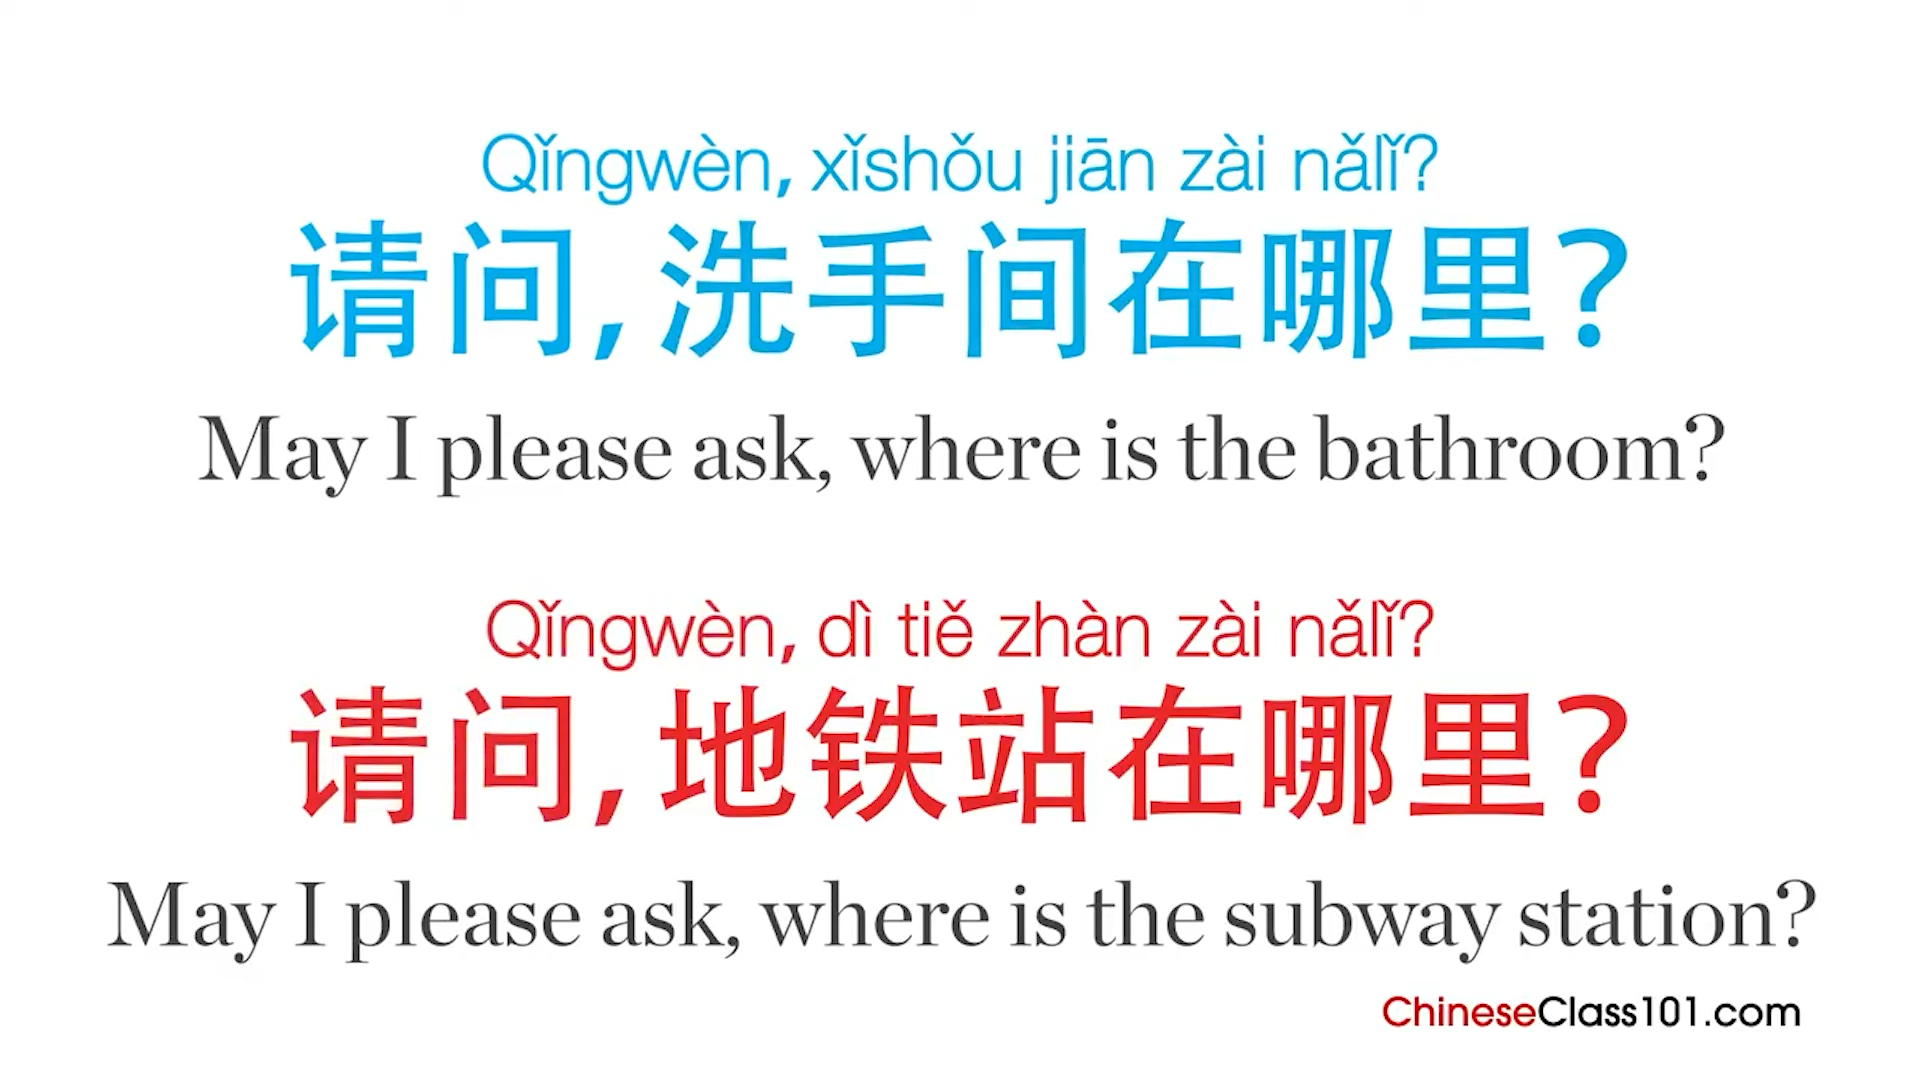 Qǐngwèn, xǐshǒu jiān zài nǎlǐ?
请问,洗手间在哪里?
May I please ask, where is the bathroom?
Qǐngwèn, dì tiě zhàn zài nǎlǐ?
请问,地铁站在哪里?
May I please ask, where is the subway station?
ChineseClass101.com